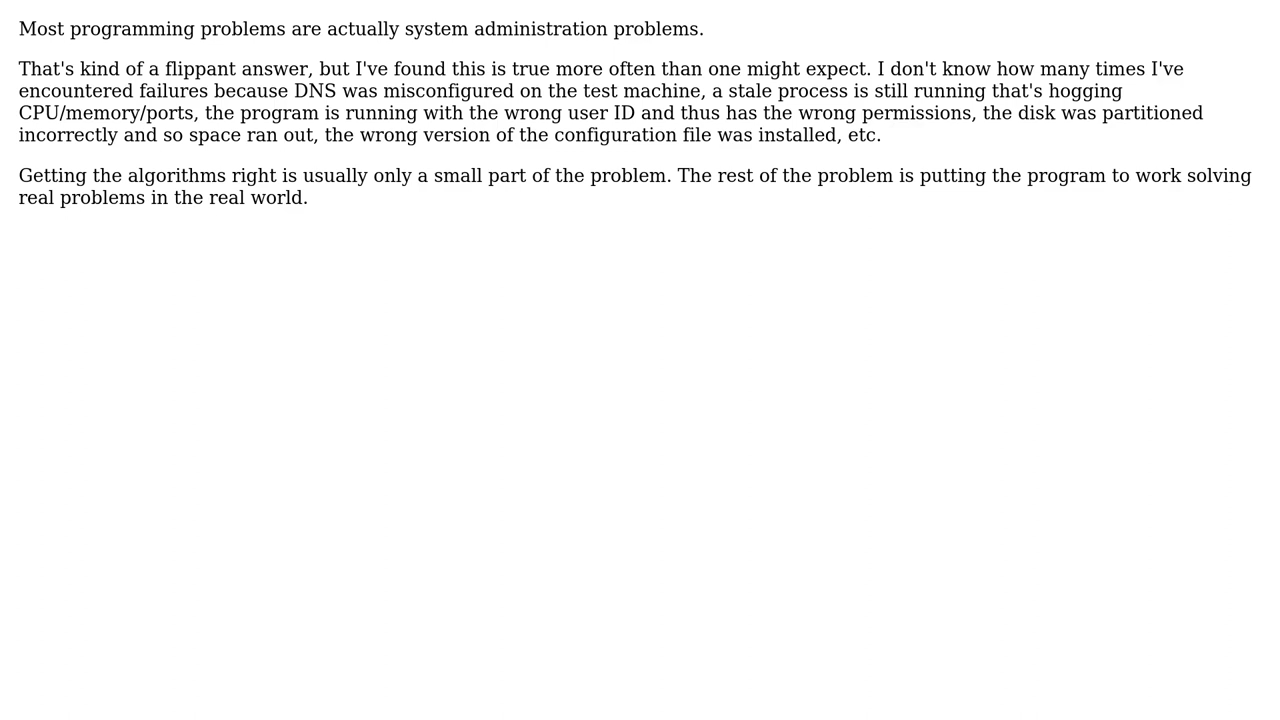 Most programming problems are actually system administration problems.
That's kind of a flippant answer, but I've found this is true more often than one might expect. I don't know how many times I've
encountered failures because DNS was misconfigured on the test machine, a stale process is still running that's hogging
CPU/memory/ports, the program is running with the wrong user ID and thus has the wrong permissions, the disk was partitioned
incorrectly and so space ran out, the wrong version of the configuration file was installed, etc.
Getting the algorithms right is usually only a small part of the problem. The rest of the problem is putting the program to work solving
real problems in the real world.